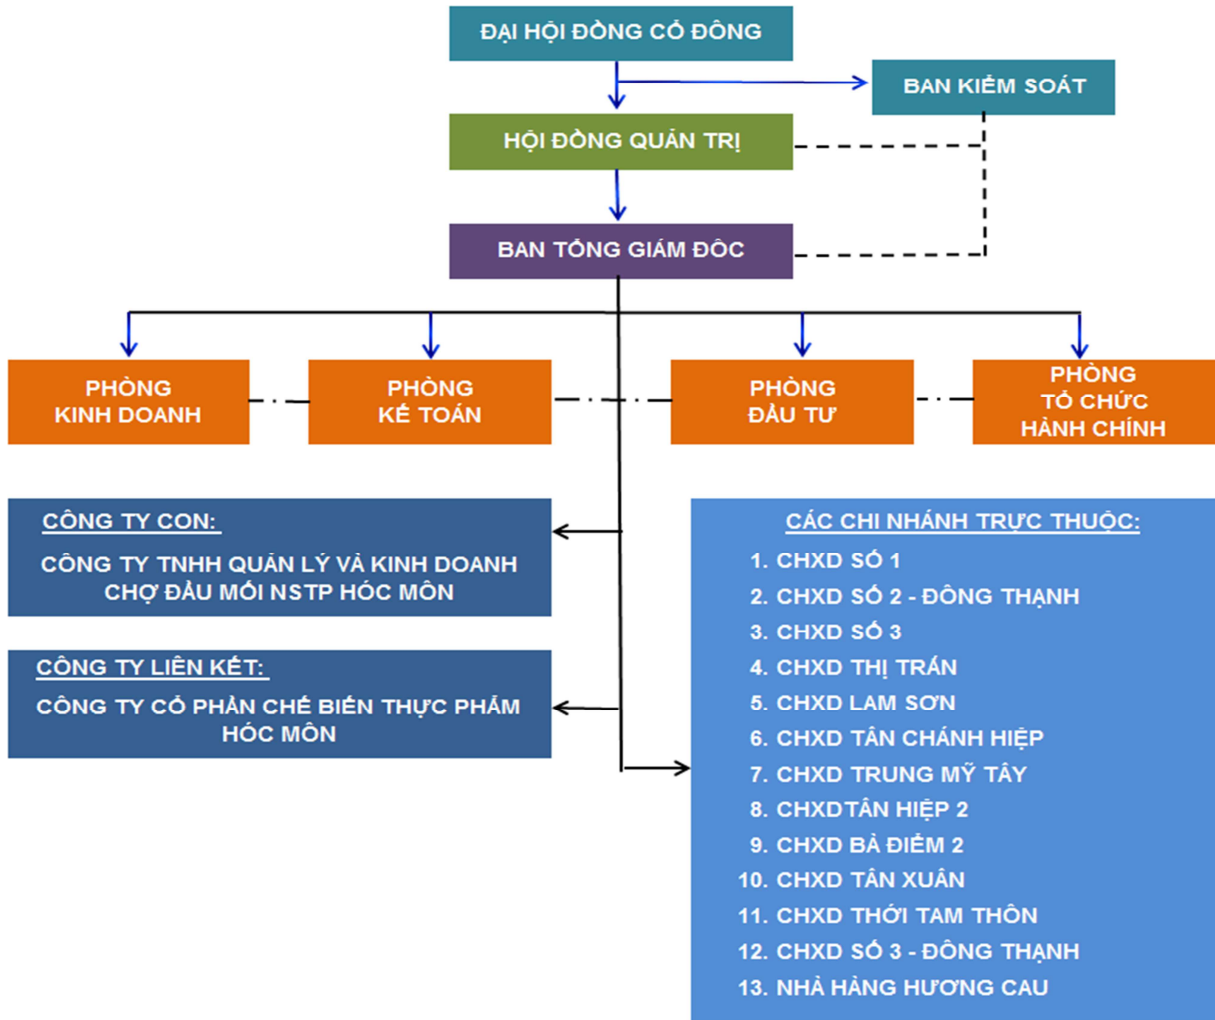 ĐẠI HỘI ĐỒNG CỔ ĐÔNG
BAN KIỂM SOÁT
HỘI ĐỒNG QUẢN TRỊ
BAN TỔNG GIÁM ĐÔC
PHÒNG
KINH DOANH
PHÒNG
KẾ TOÁN
PHÒNG
ĐẦU TƯ
PHÒNG
TỔ CHỨC
HÀNH CHÍNH
CÔNG TY CON:
CÔNG TY TNHH QUẢN LÝ VÀ KINH DOANH
CHỢ ĐẦU MỐI NSTP HÓC MÔN
CÔNG TY LIÊN KẾT:
CÔNG TY CỔ PHẦN CHẾ BIẾN THỰC PHẨM
HÓC MÔN
CÁC CHI NHÁNH TRỰC THUỘC:
1. CHXD SỐ 1
2. CHXD SỐ 2 - ĐÔNG THẠNH
3. CHXD SỐ 3
4. CHXD THỊ TRẤN
5. CHXD LAM SƠN
6. CHXD TÂN CHÁNH HIỆP
7. CHXD TRUNG MỸ TÂY
8. CHXDTÂN HIỆP 2
9. CHXD BÀ ĐIỂM 2
10. CHXD TÂN XUÂN
11. CHXD THỚI TAM THÔN
12. CHXD SỐ 3 - ĐÔNG THẠNH
13. NHÀ HÀNG HƯƠNG CAU